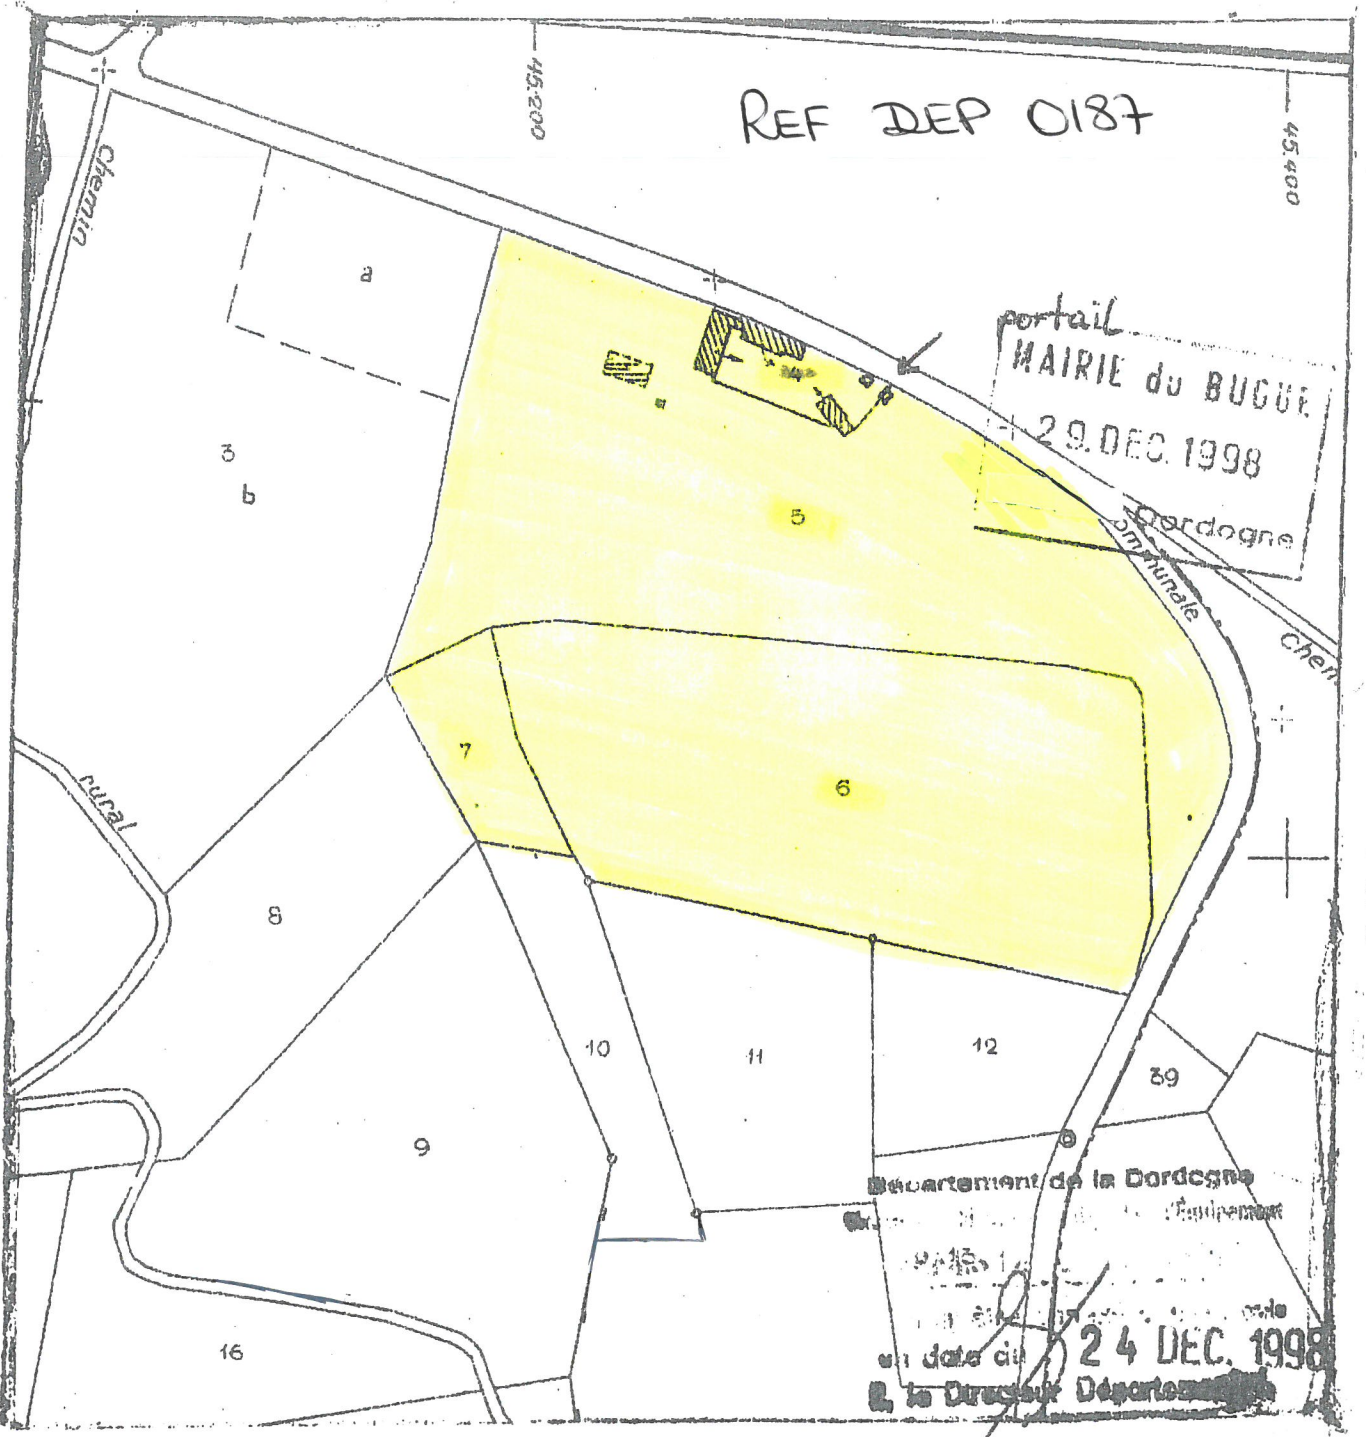 45.200
45.400
REF DEP 0187
Chemin
a
portail
MAIRIE du BUGUE
29.DEC.1998
Dordogne
3
b
5
ommunale
Chem
7
6
rural
8
10
11
12
39
9
Département de la Dordogne
l'Équipement
16
en date du 24 DEC. 1998
P. le Directeur Départemental